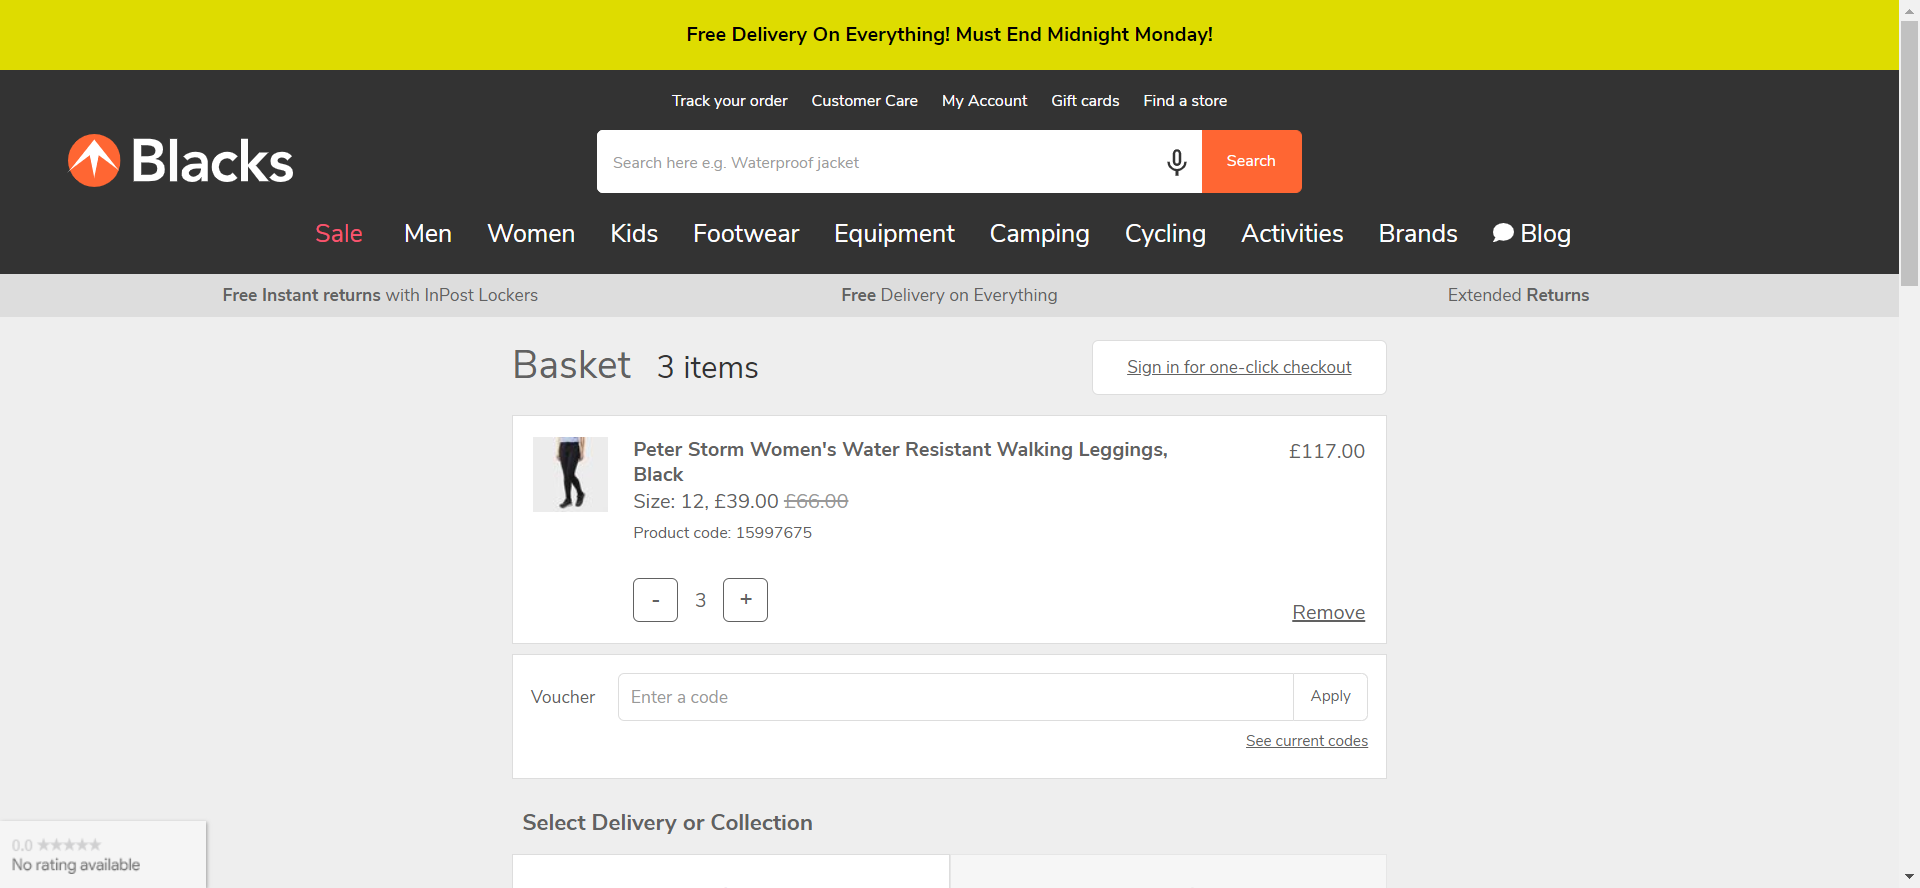 Free Delivery On Everything! Must End Midnight Monday!
Track your order Customer Care My Account Gift cards Find a store
Blacks
Search here e.g. Waterproof jacket
Search
Sale Men Women Kids Footwear Equipment Camping Cycling Activities Brands Blog
Free Instant returns with InPost Lockers
Free Delivery on Everything
Extended Returns
Basket 3 items
Sign in for one-click checkout
Peter Storm Women's Water Resistant Walking Leggings,
Black
£117.00
Size: 12, £39.00 £66.00
Product code: 15997675
- 3 +
Remove
Voucher
Enter a code
Apply
See current codes
Select Delivery or Collection
0.0
No rating available